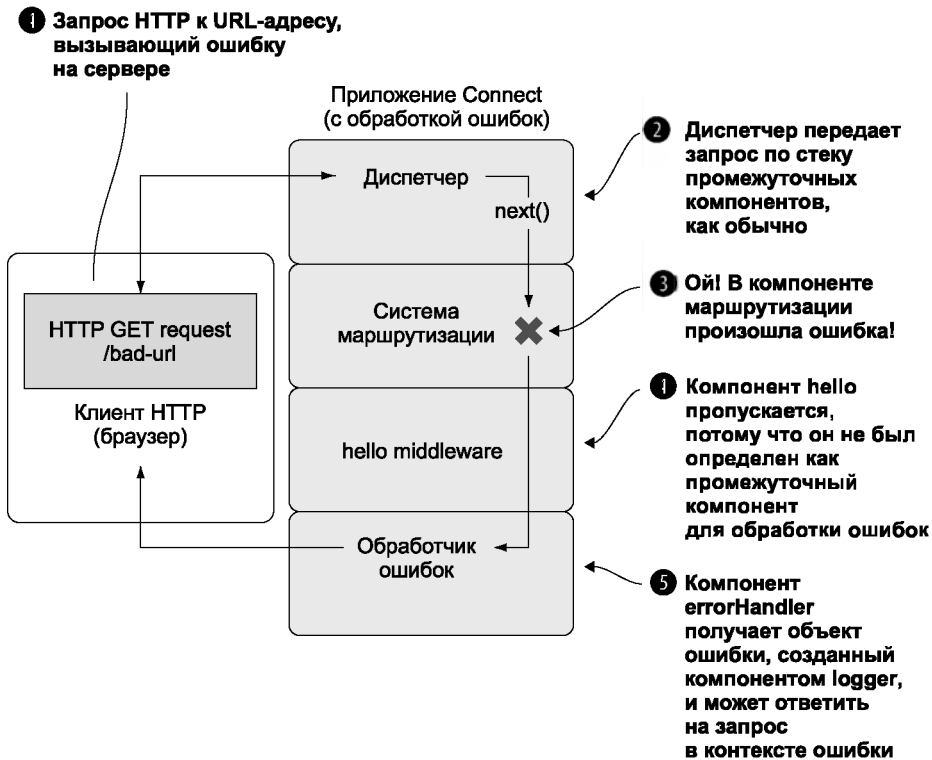 1 Запрос HTTP к URL-адресу,
вызывающий ошибку
на сервере
Приложение Connect
(с обработкой ошибок)
Диспетчер
next()
2 Диспетчер передает
запрос по стеку
промежуточных
компонентов,
как обычно
HTTP GET request
/bad-url
Клиент HTTP
(браузер)
Система
маршрутизации
3 Ой! В компоненте
маршрутизации
произошла ошибка!
hello middleware
4 Компонент hello
пропускается,
потому что он не был
определен как
промежуточный
компонент
для обработки ошибок
Обработчик
ошибок
5 Компонент
errorHandler
получает объект
ошибки, созданный
компонентом logger,
и может ответить
на запрос
в контексте ошибки